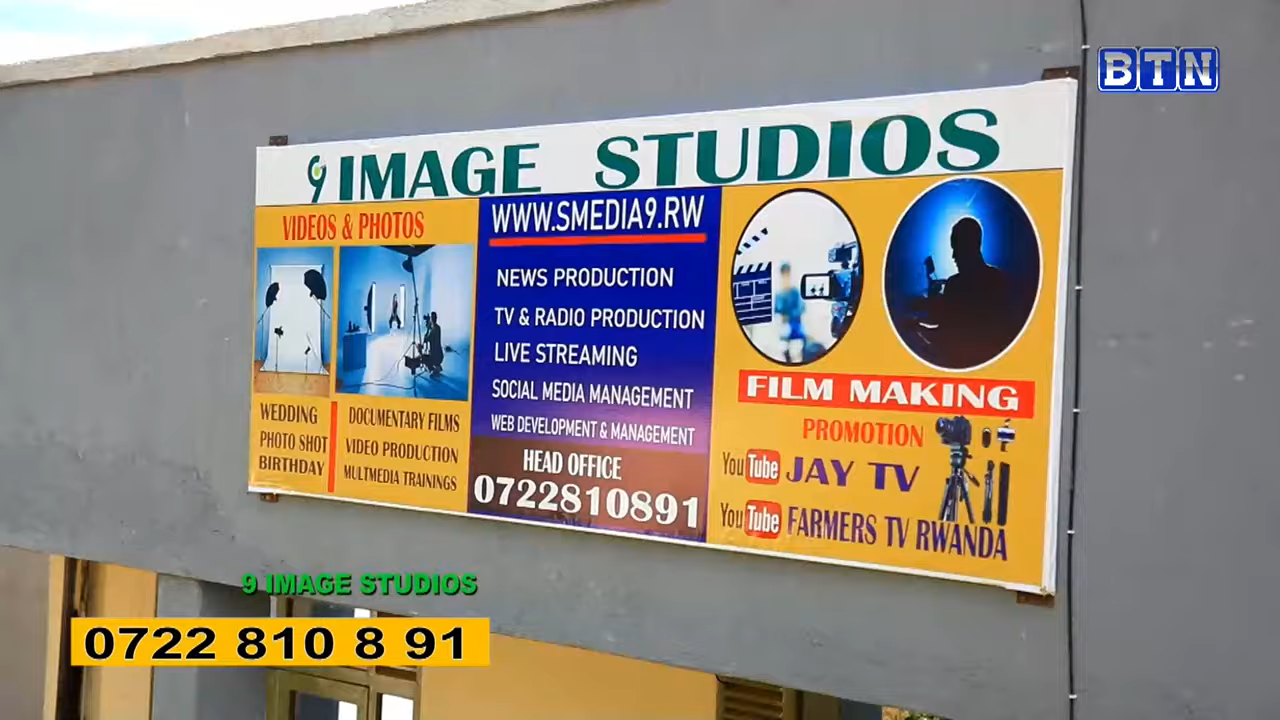 BTN
9 IMAGE STUDIOS
VIDEOS & PHOTOS
WEDDING
PHOTO SHOT
BIRTHDAY
DOCUMENTARY FILMS
VIDEO PRODUCTION
MULTMEDIA TRAININGS
WWW.SMEDIA9.RW
NEWS PRODUCTION
TV & RADIO PRODUCTION
LIVE STREAMING
SOCIAL MEDIA MANAGEMENT
WEB DEVELOPMENT & MANAGEMENT
HEAD OFFICE
0722810891
FILM MAKING
PROMOTION
YouTube JAY TV
YouTube FARMERS TV RWANDA
9 IMAGE STUDIOS
0722 810 8 91